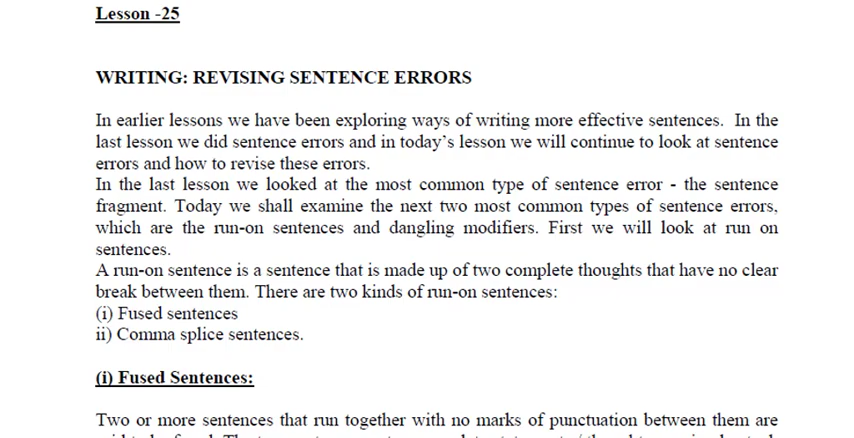 Lesson -25
WRITING: REVISING SENTENCE ERRORS
In earlier lessons we have been exploring ways of writing more effective sentences. In the
last lesson we did sentence errors and in today's lesson we will continue to look at sentence
errors and how to revise these errors.
In the last lesson we looked at the most common type of sentence error - the sentence
fragment. Today we shall examine the next two most common types of sentence errors,
which are the run-on sentences and dangling modifiers. First we will look at run on
sentences.
A run-on sentence is a sentence that is made up of two complete thoughts that have no clear
break between them. There are two kinds of run-on sentences:
(i) Fused sentences
ii) Comma splice sentences.
(i) Fused Sentences:
Two or more sentences that run together with no marks of punctuation between them are